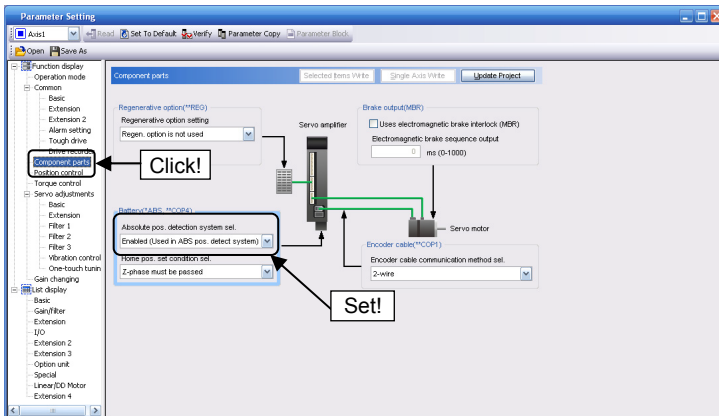 Parameter Setting
Axis1 Read Set To Default Verify Parameter Copy Parameter Block
Open Save As
Function display
Operation mode
Common
Basic
Extension
Extension 2
Alarm setting
Tough drive
Drive recorder
Component parts
Position control
Torque control
Servo adjustments
Basic
Extension
Filter 1
Filter 2
Filter 3
Vibration control
One-touch tunin
Gain changing
List display
Basic
Gain/filter
Extension
I/O
Extension 2
Extension 3
Option unit
Special
Linear/DD Motor
Extension 4
Component parts Selected Items Write Single Axis Write Update Project
Regenerative option(**REG)
Regenerative option setting
Regen. option is not used
Servo amplifier
Brake output(MBR)
Uses electromagnetic brake interlock (MBR)
Electromagnetic brake sequence output
0 ms (0-1000)
Click!
Battery(*ABS, **COP4)
Absolute pos. detection system sel.
Enabled (Used in ABS pos. detect system)
Home pos. set condition sel.
Z-phase must be passed
Servo motor
Encoder cable(**COP1)
Encoder cable communication method sel.
2-wire
Set!